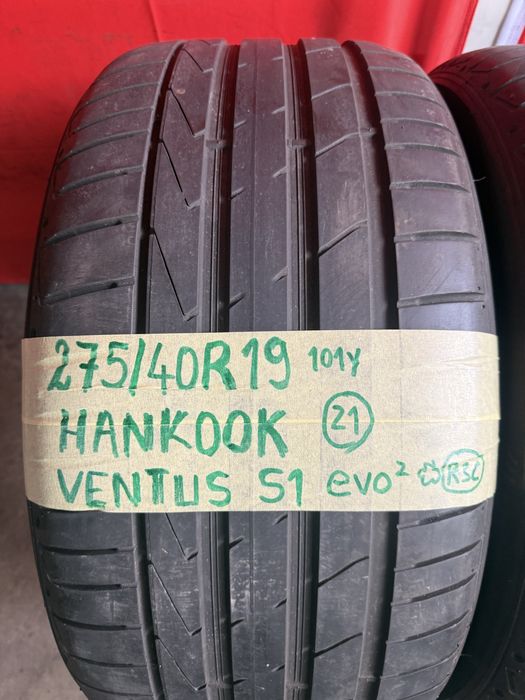 275/40R19 101Y
HANKOOK 21
VENTUS S1 evo² RSC